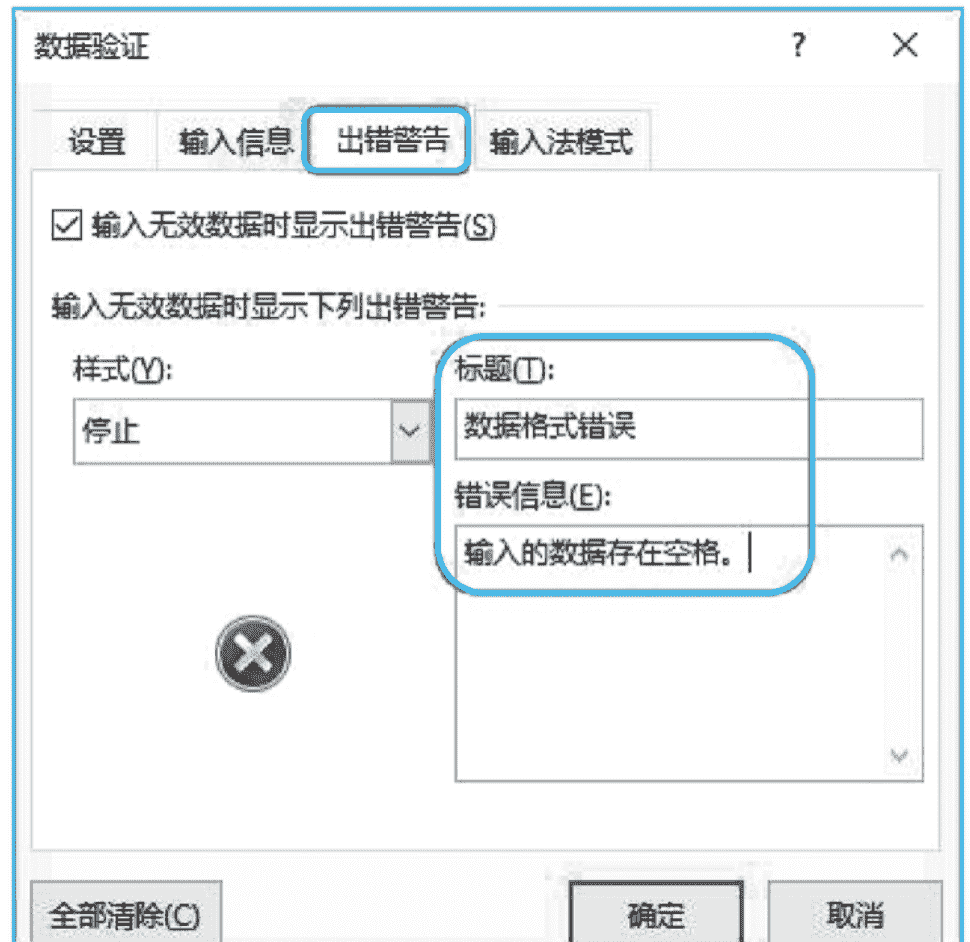 数据验证 ?
设置 输入信息 出错警告 输入法模式
输入无效数据时显示出错警告(S)
输入无效数据时显示下列出错警告:
样式(Y): 标题(T):
停止 数据格式错误
错误信息(E):
输入的数据存在空格。
全部清除(C) 确定 取消